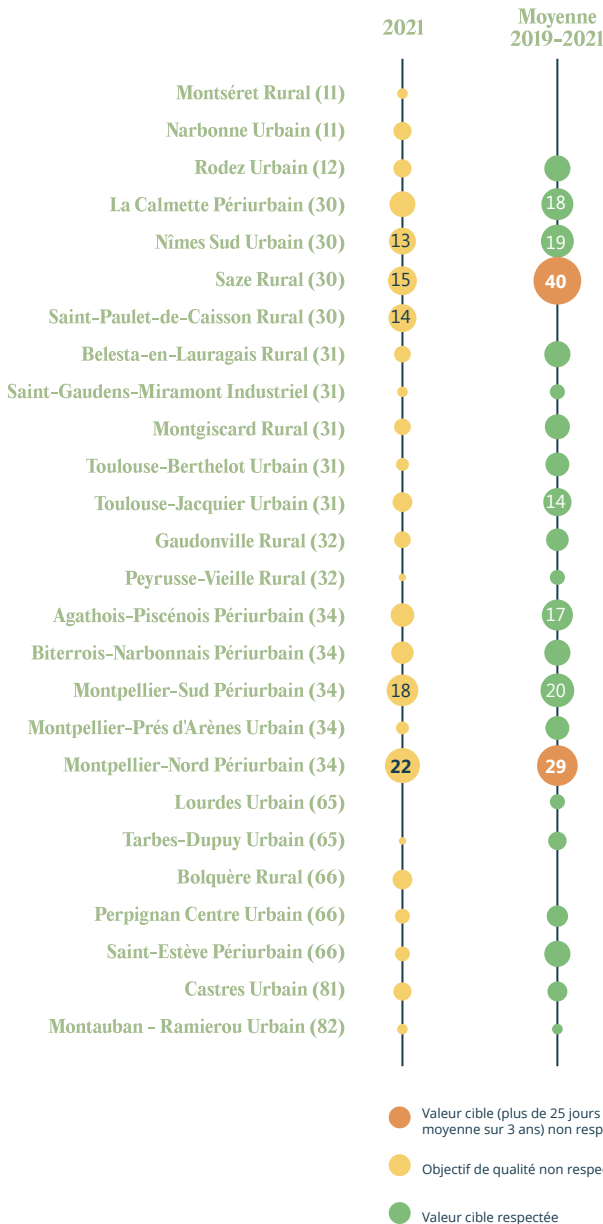 2021
Moyenne
2019-2021
Montséret Rural (11)
Narbonne Urbain (11)
Rodez Urbain (12)
La Calmette Périurbain (30) 18
Nîmes Sud Urbain (30) 13 19
Saze Rural (30) 15 40
Saint-Paulet-de-Caisson Rural (30) 14
Belesta-en-Lauragais Rural (31)
Saint-Gaudens-Miramont Industriel (31)
Montgiscard Rural (31)
Toulouse-Berthelot Urbain (31)
Toulouse-Jacquier Urbain (31) 14
Gaudonville Rural (32)
Peyrusse-Vieille Rural (32)
Agathois-Piscénois Périurbain (34) 17
Biterrois-Narbonnais Périurbain (34)
Montpellier-Sud Périurbain (34) 18 20
Montpellier-Prés d'Arènes Urbain (34)
Montpellier-Nord Périurbain (34) 22 29
Lourdes Urbain (65)
Tarbes-Dupuy Urbain (65)
Bolquère Rural (66)
Perpignan Centre Urbain (66)
Saint-Estève Périurbain (66)
Castres Urbain (81)
Montauban - Ramierou Urbain (82)
Valeur cible (plus de 25 jours
moyenne sur 3 ans) non resp
Objectif de qualité non respe
Valeur cible respectée